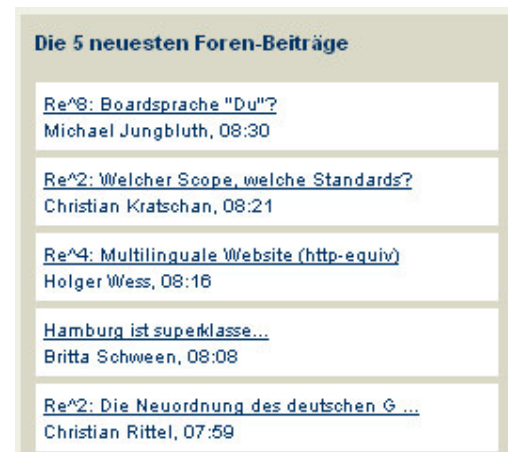 Die 5 neuesten Foren-Beiträge
Re^8: Boardsprache "Du"?
Michael Jungbluth, 08:30
Re^2: Welcher Scope, welche Standards?
Christian Kratschan, 08:21
Re^4: Multilinguale Website (http-equiv)
Holger Wess, 08:16
Hamburg ist superklasse...
Britta Schween, 08:08
Re^2: Die Neuordnung des deutschen G ...
Christian Rittel, 07:59